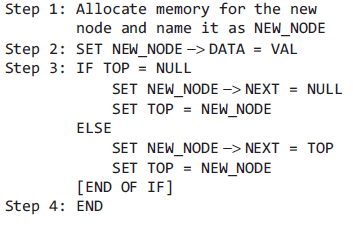 Step 1: Allocate memory for the new
node and name it as NEW_NODE
Step 2: SET NEW_NODE —> DATA = VAL
Step 3: IF TOP = NULL
SET NEW_NODE —> NEXT = NULL
SET TOP = NEW_NODE
ELSE
SET NEW_NODE —> NEXT = TOP
SET TOP = NEW_NODE
[END OF IF]
Step 4: END